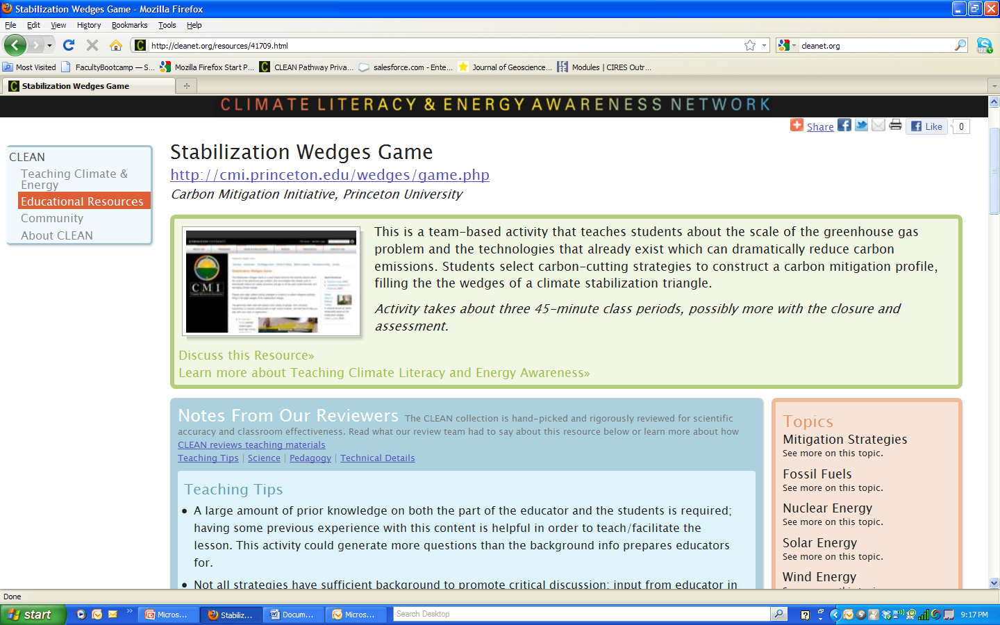 Stabilization Wedges Game - Mozilla Firefox
File Edit View History Bookmarks Tools Help
http://cleanet.org/resources/41709.html
cleanet.org
Most Visited FacultyBootcamp — S... Mozilla Firefox Start P... CLEAN Pathway Priva... salesforce.com - Ente... Journal of Geoscience... Modules | CIRES Outr...
Stabilization Wedges Game
CLIMATE LITERACY & ENERGY AWARENESS NETWORK
Share Like 0
CLEAN
Teaching Climate &
Energy
Educational Resources
Community
About CLEAN
Stabilization Wedges Game
http://cmi.princeton.edu/wedges/game.php
Carbon Mitigation Initiative, Princeton University
CMI
This is a team-based activity that teaches students about the scale of the greenhouse gas
problem and the technologies that already exist which can dramatically reduce carbon
emissions. Students select carbon-cutting strategies to construct a carbon mitigation profile,
filling the the wedges of a climate stabilization triangle.
Activity takes about three 45-minute class periods, possibly more with the closure and
assessment.
Discuss this Resource»
Learn more about Teaching Climate Literacy and Energy Awareness»
Notes From Our Reviewers The CLEAN collection is hand-picked and rigorously reviewed for scientific
accuracy and classroom effectiveness. Read what our review team had to say about this resource below or learn more about how
CLEAN reviews teaching materials
Teaching Tips | Science | Pedagogy | Technical Details
Teaching Tips
• A large amount of prior knowledge on both the part of the educator and the students is required;
having some previous experience with this content is helpful in order to teach/facilitate the
lesson. This activity could generate more questions than the background info prepares educators
for.
• Not all strategies have sufficient background to promote critical discussion; input from educator in
Topics
Mitigation Strategies
See more on this topic.
Fossil Fuels
See more on this topic.
Nuclear Energy
See more on this topic.
Solar Energy
See more on this topic.
Wind Energy
Done
start Micros... Stabiliz... Docum... Micros... Search Desktop 9:17 PM